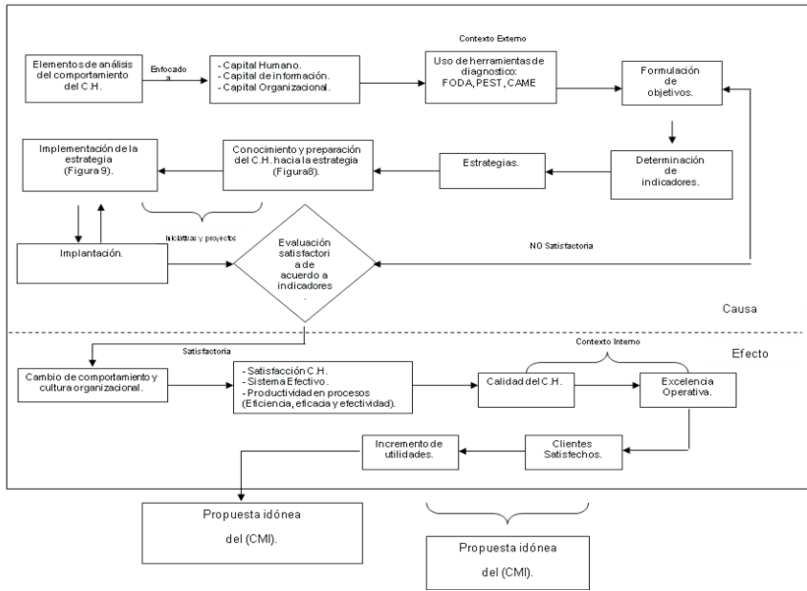 Contexto Externo
Elementos de análisis
del comportamiento
del C.H.
Enfocado
a
- Capital Humano.
- Capital de información.
- Capital Organizacional.
Uso de herramientas de
diagnostico:
FODA, PEST, CAME
Formulación
de
objetivos.
Implementación de la
estrategia
(Figura 9).
Conocimiento y preparación
del C.H. hacia la estrategia
(Figura8).
Estrategias.
Determinación
de
indicadores.
Iniciativas y proyectos
Implantación.
Evaluación
satisfactori
a de
acuerdo a
indicadores
.
NO Satisfactoria
Causa
Satisfactoria
Contexto Interno
Efecto
Cambio de comportamiento y
cultura organizacional.
- Satisfacción C.H.
- Sistema Efectivo.
- Productividad en procesos
(Eficiencia, eficacia y efectividad).
Calidad del C.H.
Excelencia
Operativa.
Incremento de
utilidades.
Clientes
Satisfechos.
Propuesta idónea
del (CMI).
Propuesta idónea
del (CMI).